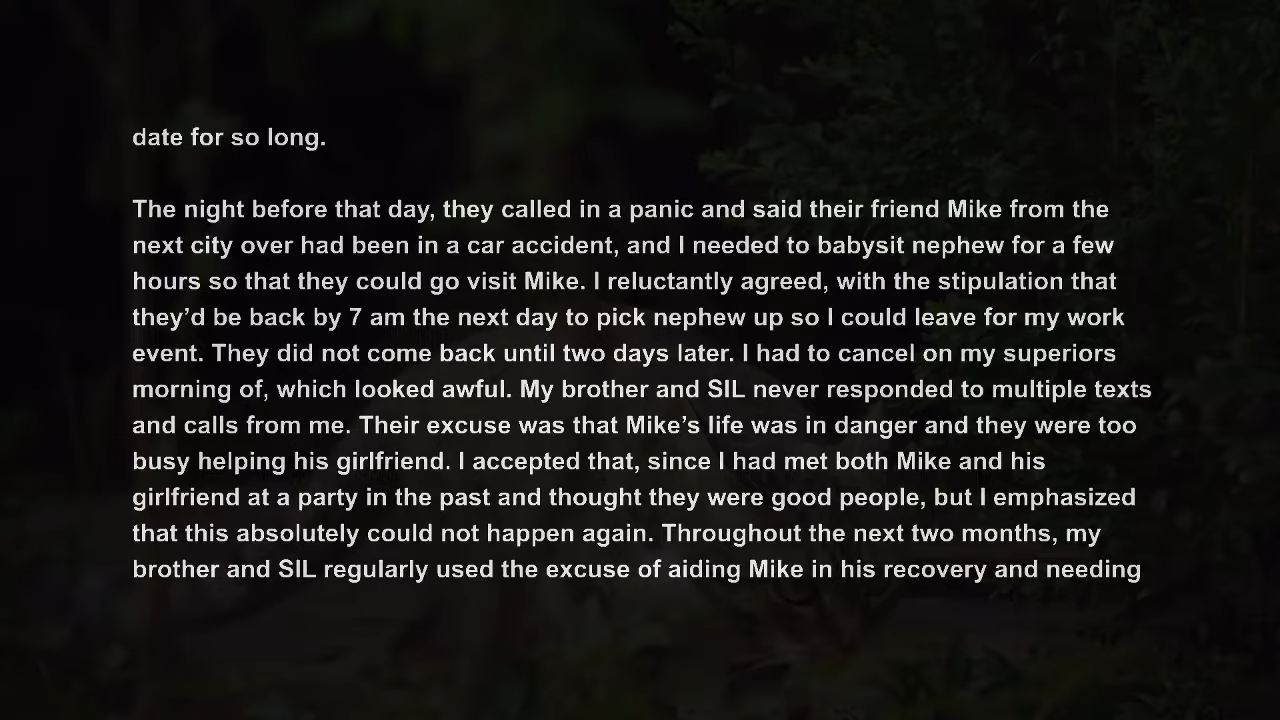 date for so long.
The night before that day, they called in a panic and said their friend Mike from the
next city over had been in a car accident, and I needed to babysit nephew for a few
hours so that they could go visit Mike. I reluctantly agreed, with the stipulation that
they’d be back by 7 am the next day to pick nephew up so I could leave for my work
event. They did not come back until two days later. I had to cancel on my superiors
morning of, which looked awful. My brother and SIL never responded to multiple texts
and calls from me. Their excuse was that Mike’s life was in danger and they were too
busy helping his girlfriend. I accepted that, since I had met both Mike and his
girlfriend at a party in the past and thought they were good people, but I emphasized
that this absolutely could not happen again. Throughout the next two months, my
brother and SIL regularly used the excuse of aiding Mike in his recovery and needing